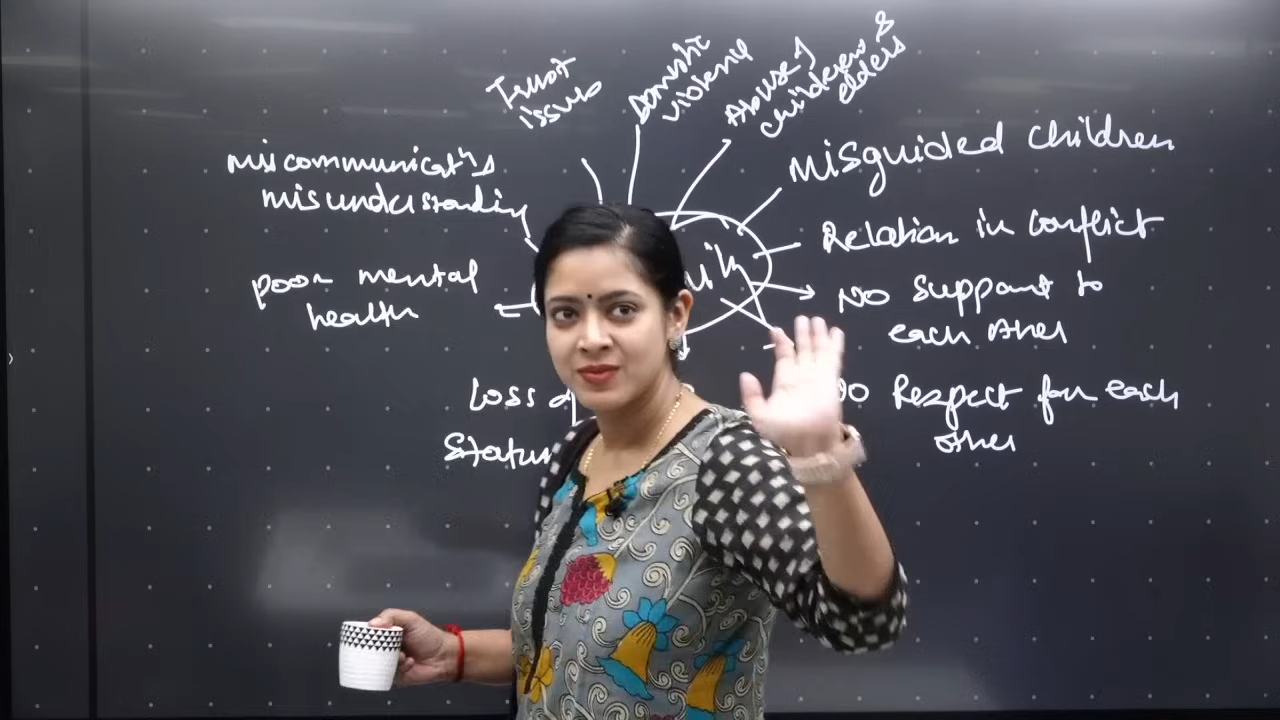 Trust
issues
Domestic
violence
Abuse of
children &
elders
miscommunicat's
misunderstanding
Misguided children
Relation in conflict
poor mental
health
No support to
each other
Loss of
Status
Respect for each
other